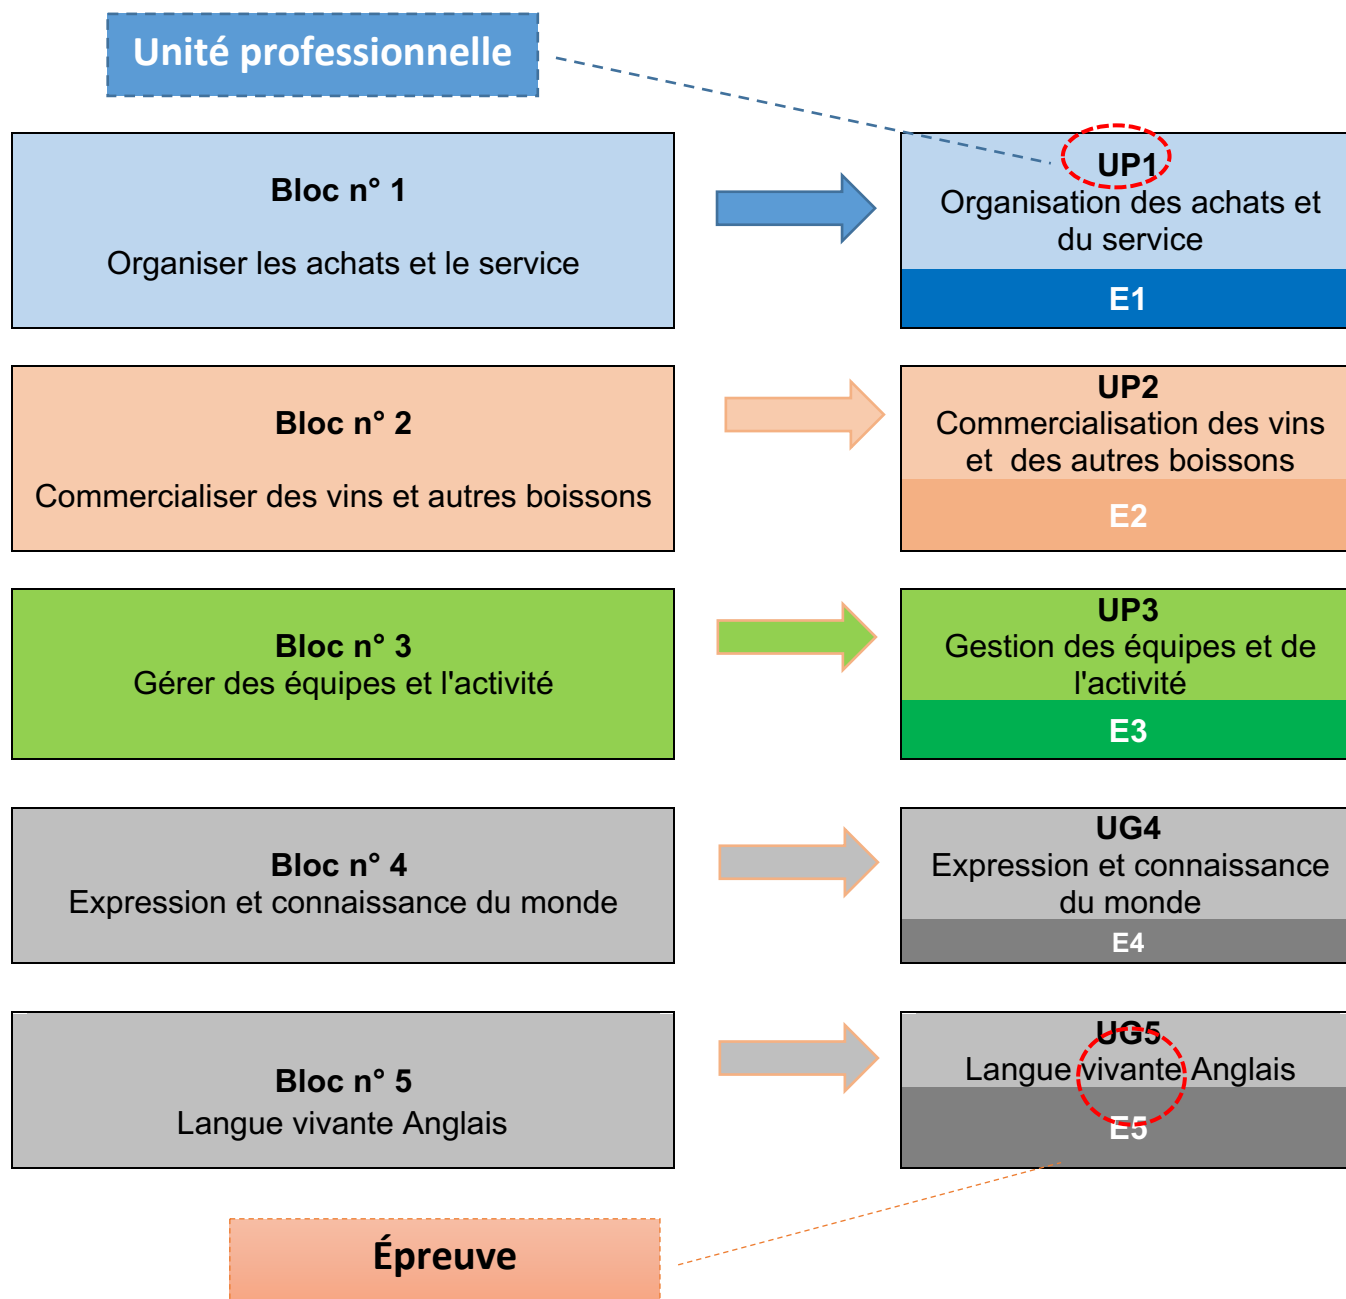 Unité professionnelle
Bloc n° 1
Organiser les achats et le service
UP1
Organisation des achats et
du service
E1
Bloc n° 2
Commercialiser des vins et autres boissons
UP2
Commercialisation des vins
et des autres boissons
E2
Bloc n° 3
Gérer des équipes et l'activité
UP3
Gestion des équipes et de
l'activité
E3
Bloc n° 4
Expression et connaissance du monde
UG4
Expression et connaissance
du monde
E4
Bloc n° 5
Langue vivante Anglais
UG5
Langue vivante Anglais
E5
Épreuve